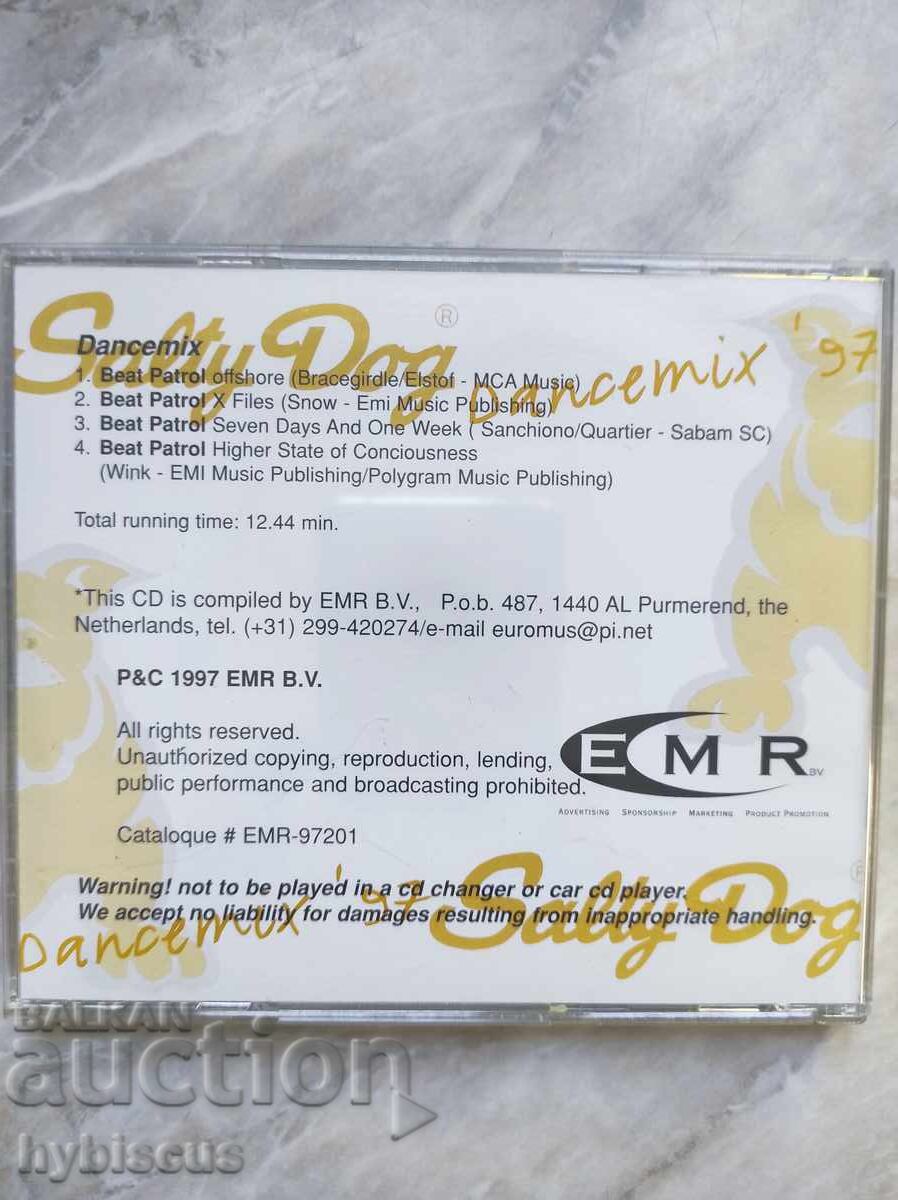 Salty Dog ®
Dancemix '97
Dancemix
1. Beat Patrol offshore (Bracegirdle/Elstof - MCA Music)
2. Beat Patrol X Files (Snow - Emi Music Publishing)
3. Beat Patrol Seven Days And One Week ( Sanchiono/Quartier - Sabam SC)
4. Beat Patrol Higher State of Conciousness
(Wink - EMI Music Publishing/Polygram Music Publishing)
Total running time: 12.44 min.
*This CD is compiled by EMR B.V., P.o.b. 487, 1440 AL Purmerend, the
Netherlands, tel. (+31) 299-420274/e-mail euromus@pi.net
P&C 1997 EMR B.V.
All rights reserved.
Unauthorized copying, reproduction, lending,
public performance and broadcasting prohibited.
EMR BV
Advertising Sponsorship Marketing Product Promotion
Catalogue # EMR-97201
Warning! not to be played in a cd changer or car cd player.
We accept no liability for damages resulting from inappropriate handling.
Dancemix '97
Salty Dog ®
BALKAN
auction
hybiscus